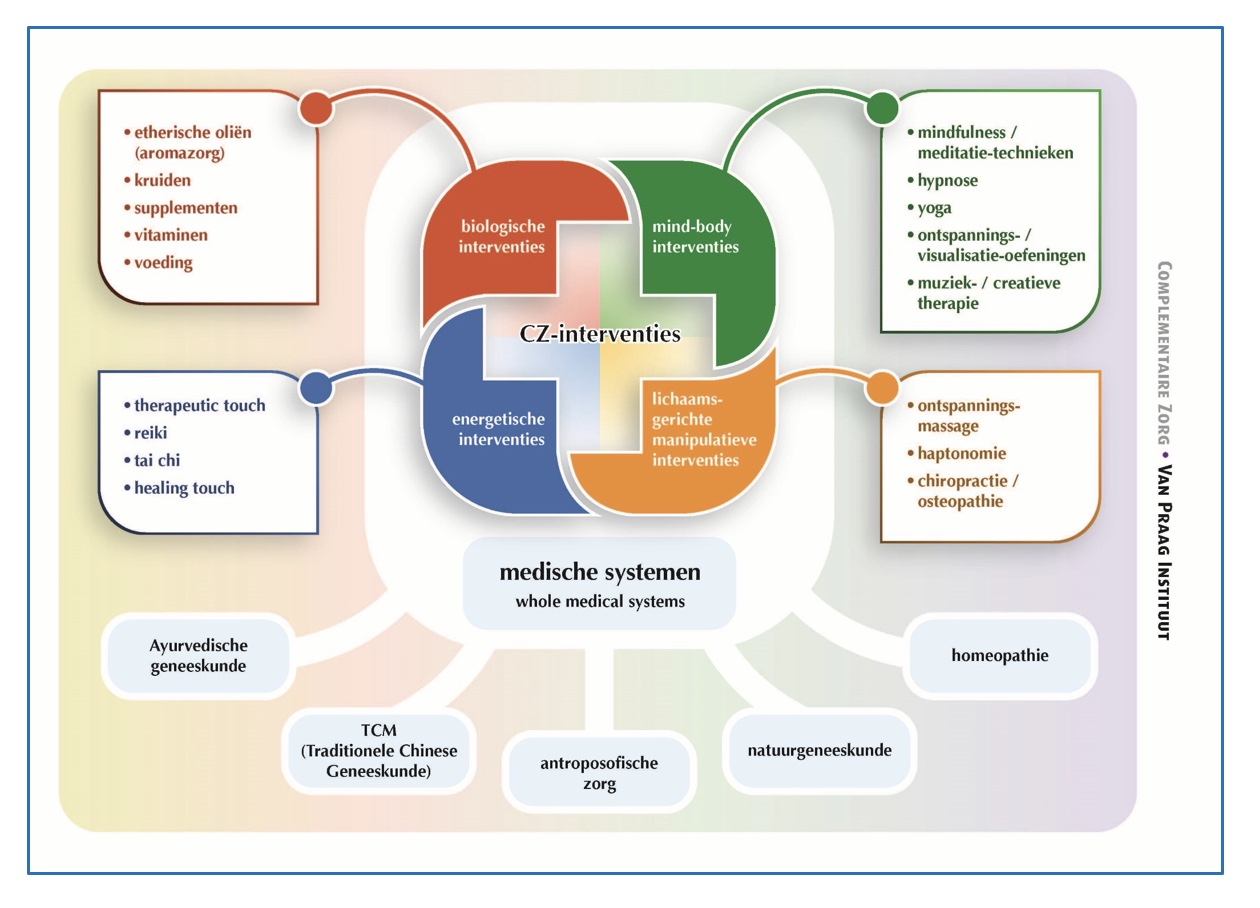 • etherische oliën
(aromazorg)
• kruiden
• supplementen
• vitaminen
• voeding
biologische
interventies
mind-body
interventies
• mindfulness /
meditatie-technieken
• hypnose
• yoga
• ontspannings- /
visualisatie-oefeningen
• muziek- / creatieve
therapie
CZ-interventies
• therapeutic touch
• reiki
• tai chi
• healing touch
energetische
interventies
lichaams-
gerichte
manipulatieve
interventies
• ontspannings-
massage
• haptonomie
• chiropractie /
osteopathie
medische systemen
whole medical systems
Ayurvedische
geneeskunde
TCM
(Traditionele Chinese
Geneeskunde)
antroposofische
zorg
natuurgeneeskunde
homeopathie
Complementaire Zorg • Van Praag Instituut